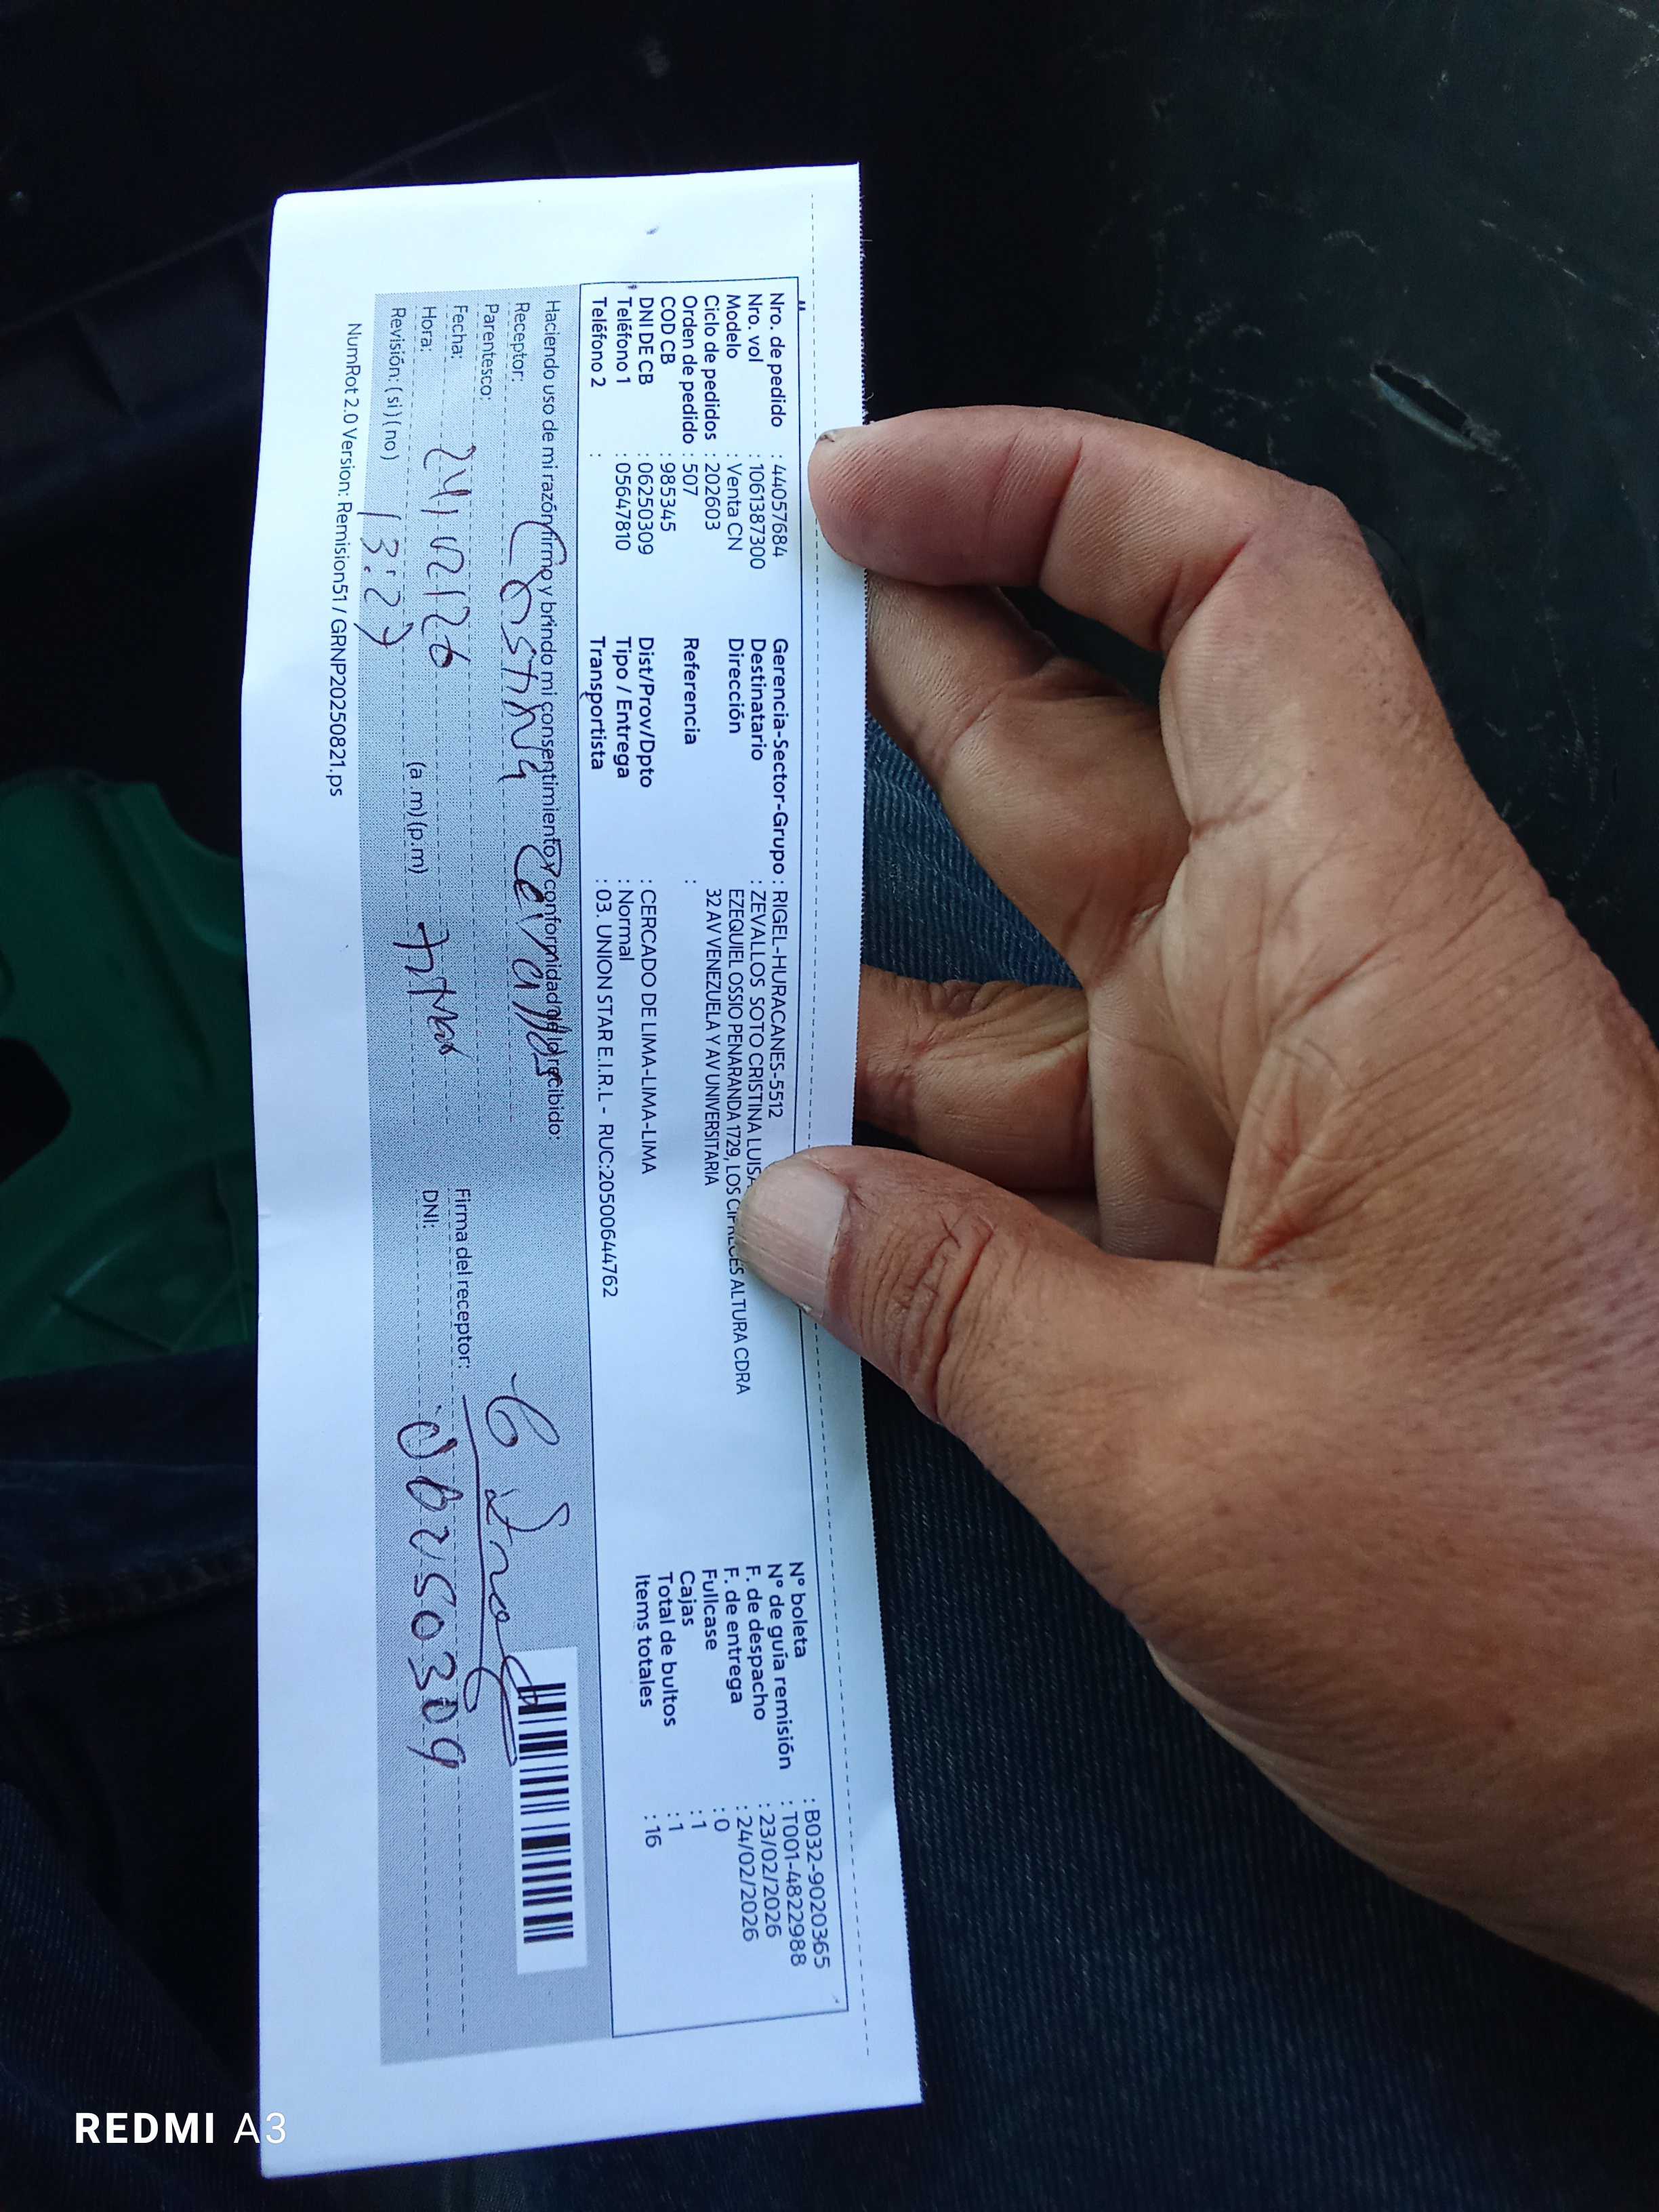 Nro. de pedido : 44057684
Nro. vol : 1061387300
Modelo : Venta CN
Ciclo de pedidos : 202603
Orden de pedido : 507
COD CB : 985345
DNI DE CB : 06250309
Teléfono 1 : 05647810
Teléfono 2 :
Gerencia-Sector-Grupo : RIGEL-HURACANES-5512
Destinatario : ZEVALLOS SOTO CRISTINA LUISA
Dirección : EZEQUIEL OSSIO PENARANDA 1729, LOS CIPRECES ALTURA CDRA
32 AV VENEZUELA Y AV UNIVERSITARIA
Referencia :
Dist/Prov/Dpto : CERCADO DE LIMA-LIMA-LIMA
Tipo / Entrega : Normal
Transportista : 03. UNION STAR E.I.R.L - RUC:20500644762
Nº boleta : B032-9020365
Nº de guía remisión : T001-4822988
F. de despacho : 23/02/2026
F. de entrega : 24/02/2026
Fullcase : 0
Cajas : 1
Total de bultos : 1
Items totales : 16
Haciendo uso de mi razón firmo y brindo mi consentimiento y conformidad de lo recibido:
Receptor:
Parentesco:
Fecha: 24/02/26
Hora: 13:27 (a.m) (p.m)
Revisión: ( si ) ( no )
Firma del receptor:
DNI: 06250309
NumRot 2.0 Version: Remision51 / GRNP20250821.ps
REDMI A3